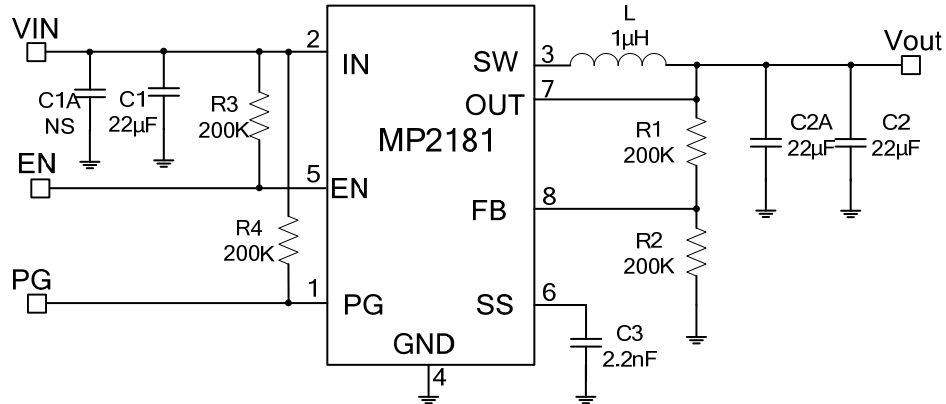 VIN
C1A
NS
C1
22µF
R3
200K
EN
R4
200K
PG
2
IN
5
EN
1
PG
MP2181
GND
4
SW
3
OUT
7
FB
8
SS
6
L
1µH
Vout
R1
200K
R2
200K
C2A
22µF
C2
22µF
C3
2.2nF